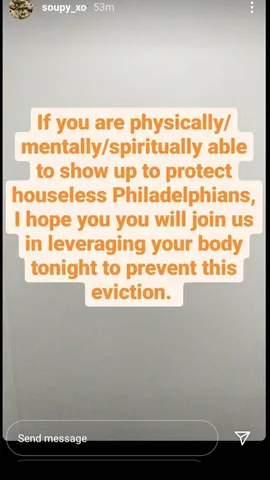 soupy_xo 53m
If you are physically/
mentally/spiritually able
to show up to protect
houseless Philadelphians,
I hope you you will join us
in leveraging your body
tonight to prevent this
eviction.
Send message